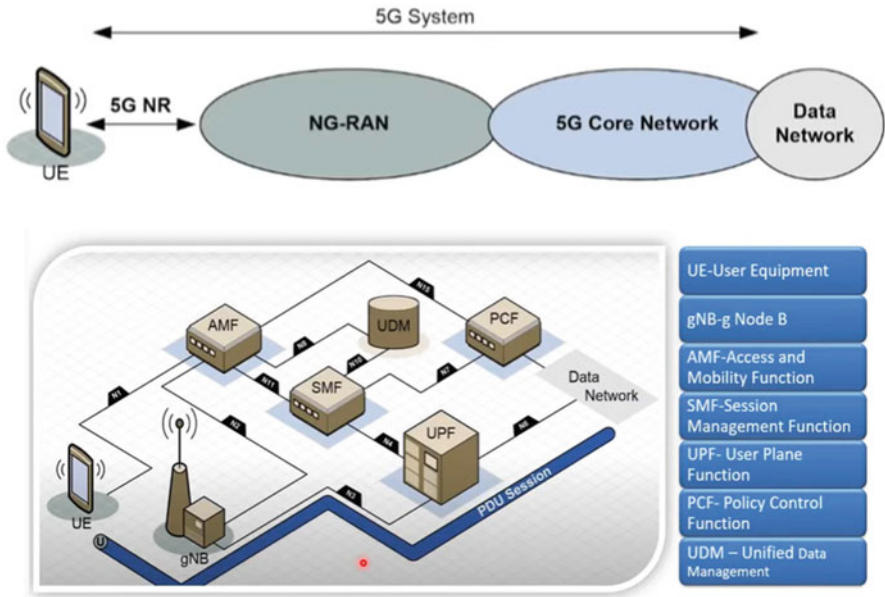 5G System
5G NR
UE
NG-RAN
5G Core Network
Data
Network
AMF
UDM
PCF
SMF
UPF
Data
Network
UE
gNB
N1
N2
N3
N4
N6
N7
N8
N10
N11
N15
PDU Session
U
UE-User Equipment
gNB-g Node B
AMF-Access and
Mobility Function
SMF-Session
Management Function
UPF- User Plane
Function
PCF- Policy Control
Function
UDM – Unified Data
Management